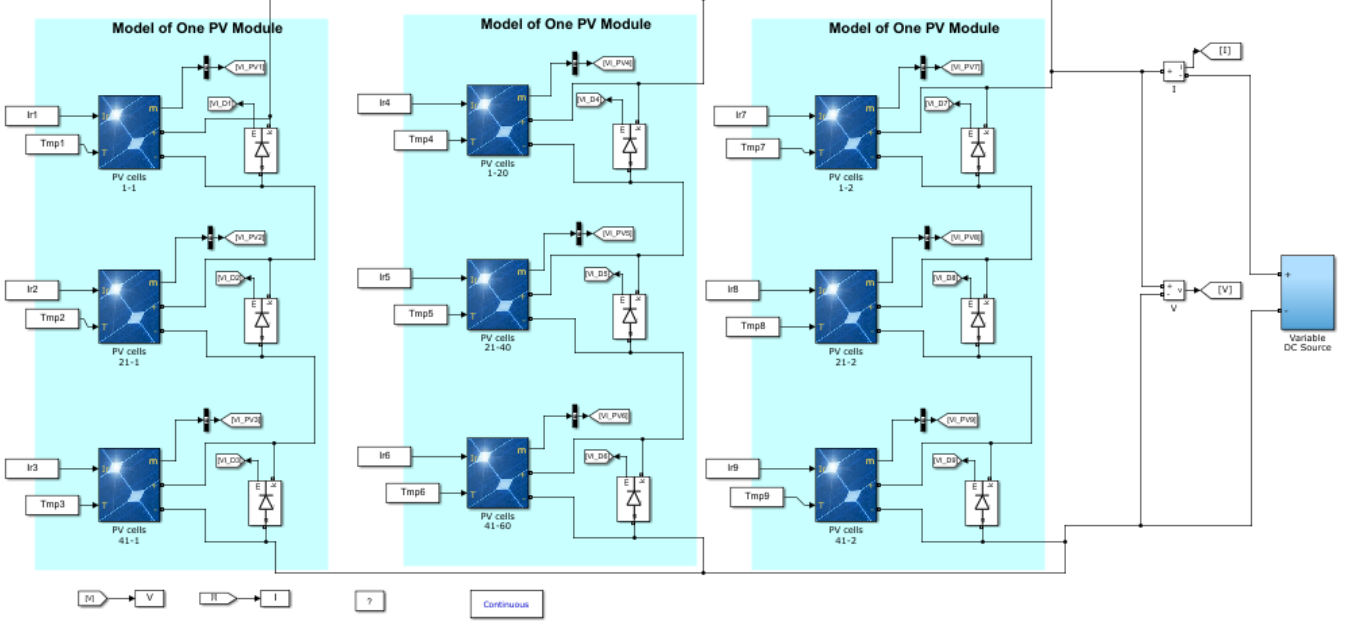 Model of One PV Module
Model of One PV Module
Model of One PV Module
[VI_PV1]
[VI_D1]
Ir1
Tmp1
m
+
T
E
k
PV cells
1-1
[VI_PV2]
[VI_D2]
Ir2
Tmp2
m
+
T
E
k
PV cells
21-1
[VI_PV3]
[VI_D3]
Ir3
Tmp3
m
+
T
E
k
PV cells
41-1
[VI_PV4]
[VI_D4]
Ir4
Tmp4
m
+
T
E
k
PV cells
1-20
[VI_PV5]
Ir5
Tmp5
m
+
T
E
k
PV cells
21-40
[VI_PV6]
[VI_D6]
Ir6
Tmp6
m
+
T
E
k
PV cells
41-60
[VI_PV7]
[VI_D7]
Ir7
Tmp7
m
+
T
E
k
PV cells
1-2
[VI_PV8]
[VI_D8]
Ir8
Tmp8
m
+
T
E
k
PV cells
21-2
[VI_PV9]
[VI_D9]
Ir9
Tmp9
m
+
T
E
k
PV cells
41-2
[I]
+ i
-
I
+
- v
[V]
V
+
-
Variable
DC Source
[V]
V
I
?
Continuous